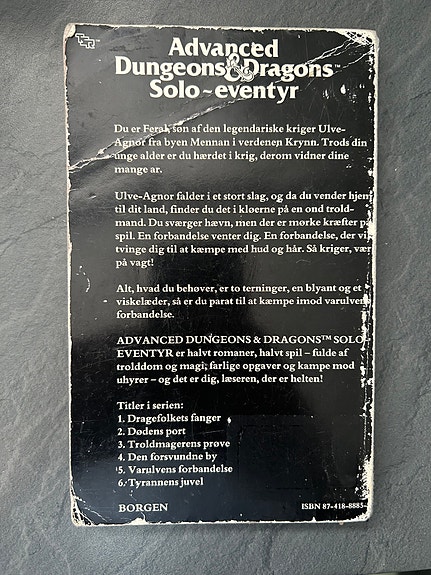 TSR
Advanced
Dungeons & Dragons™
Solo-eventyr
Du er Feral, søn af den legendariske kriger Ulve-
Agnor fra byen Mennan i verdenen Krynn. Trods din
unge alder er du hærdet i krig, derom vidner dine
mange ar.
Ulve-Agnor falder i et stort slag, og da du vender hjem
til dit land, finder du det i kløerne på en ond trold-
mand. Du sværger hævn, men der er mørke kræfter på
spil. En forbandelse venter dig. En forbandelse, der vil
tvinge dig til at kæmpe med hud og hår. Så kriger, vær
på vagt!
Alt, hvad du behøver, er to terninger, en blyant og et
viskelæder, så er du parat til at kæmpe imod varulvens
forbandelse.
ADVANCED DUNGEONS & DRAGONS™ SOLO
EVENTYR er halvt romaner, halvt spil – fulde af
trolddom og magi, farlige opgaver og kampe mod
uhyrer – og det er dig, læseren, der er helten!
Titler i serien:
1. Dragefolkets fanger
2. Dødens port
3. Troldmagerens prøve
4. Den forsvundne by
5. Varulvens forbandelse
6. Tyrannens juvel
BORGEN
ISBN 87-418-8885-